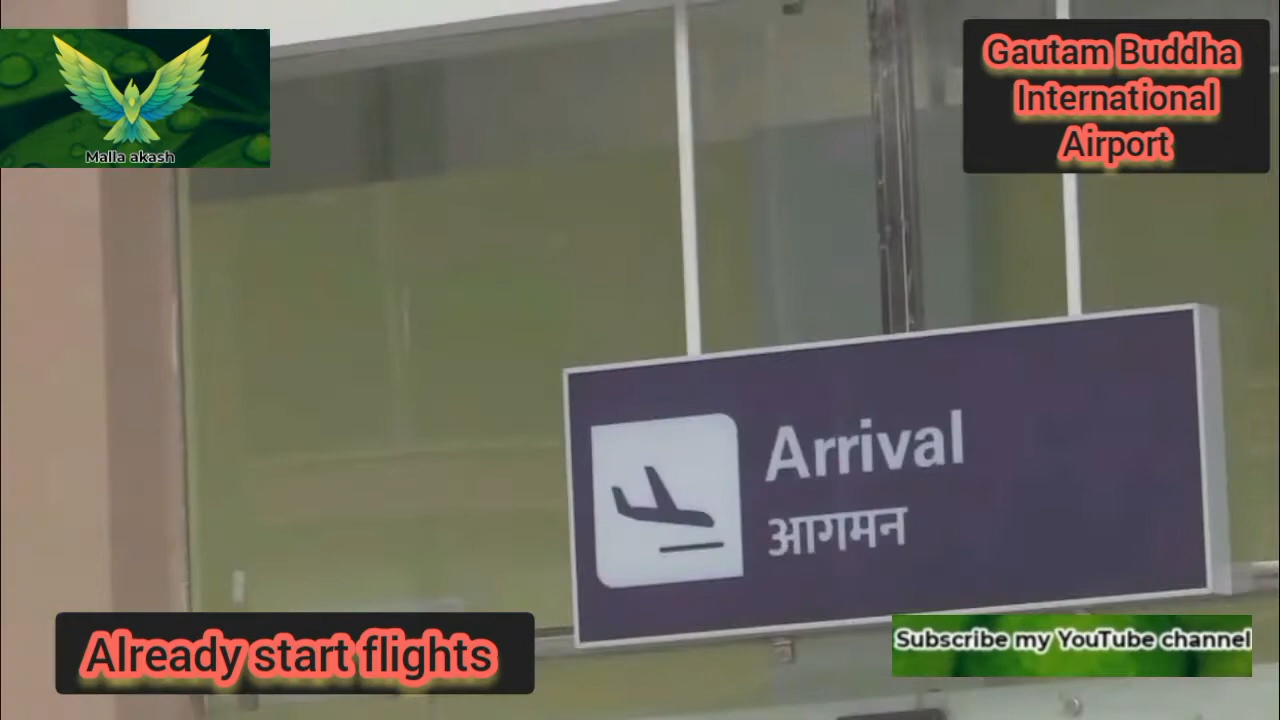 Malla akash
Gautam Buddha
International
Airport
Arrival
आगमन
Already start flights
Subscribe my YouTube channel